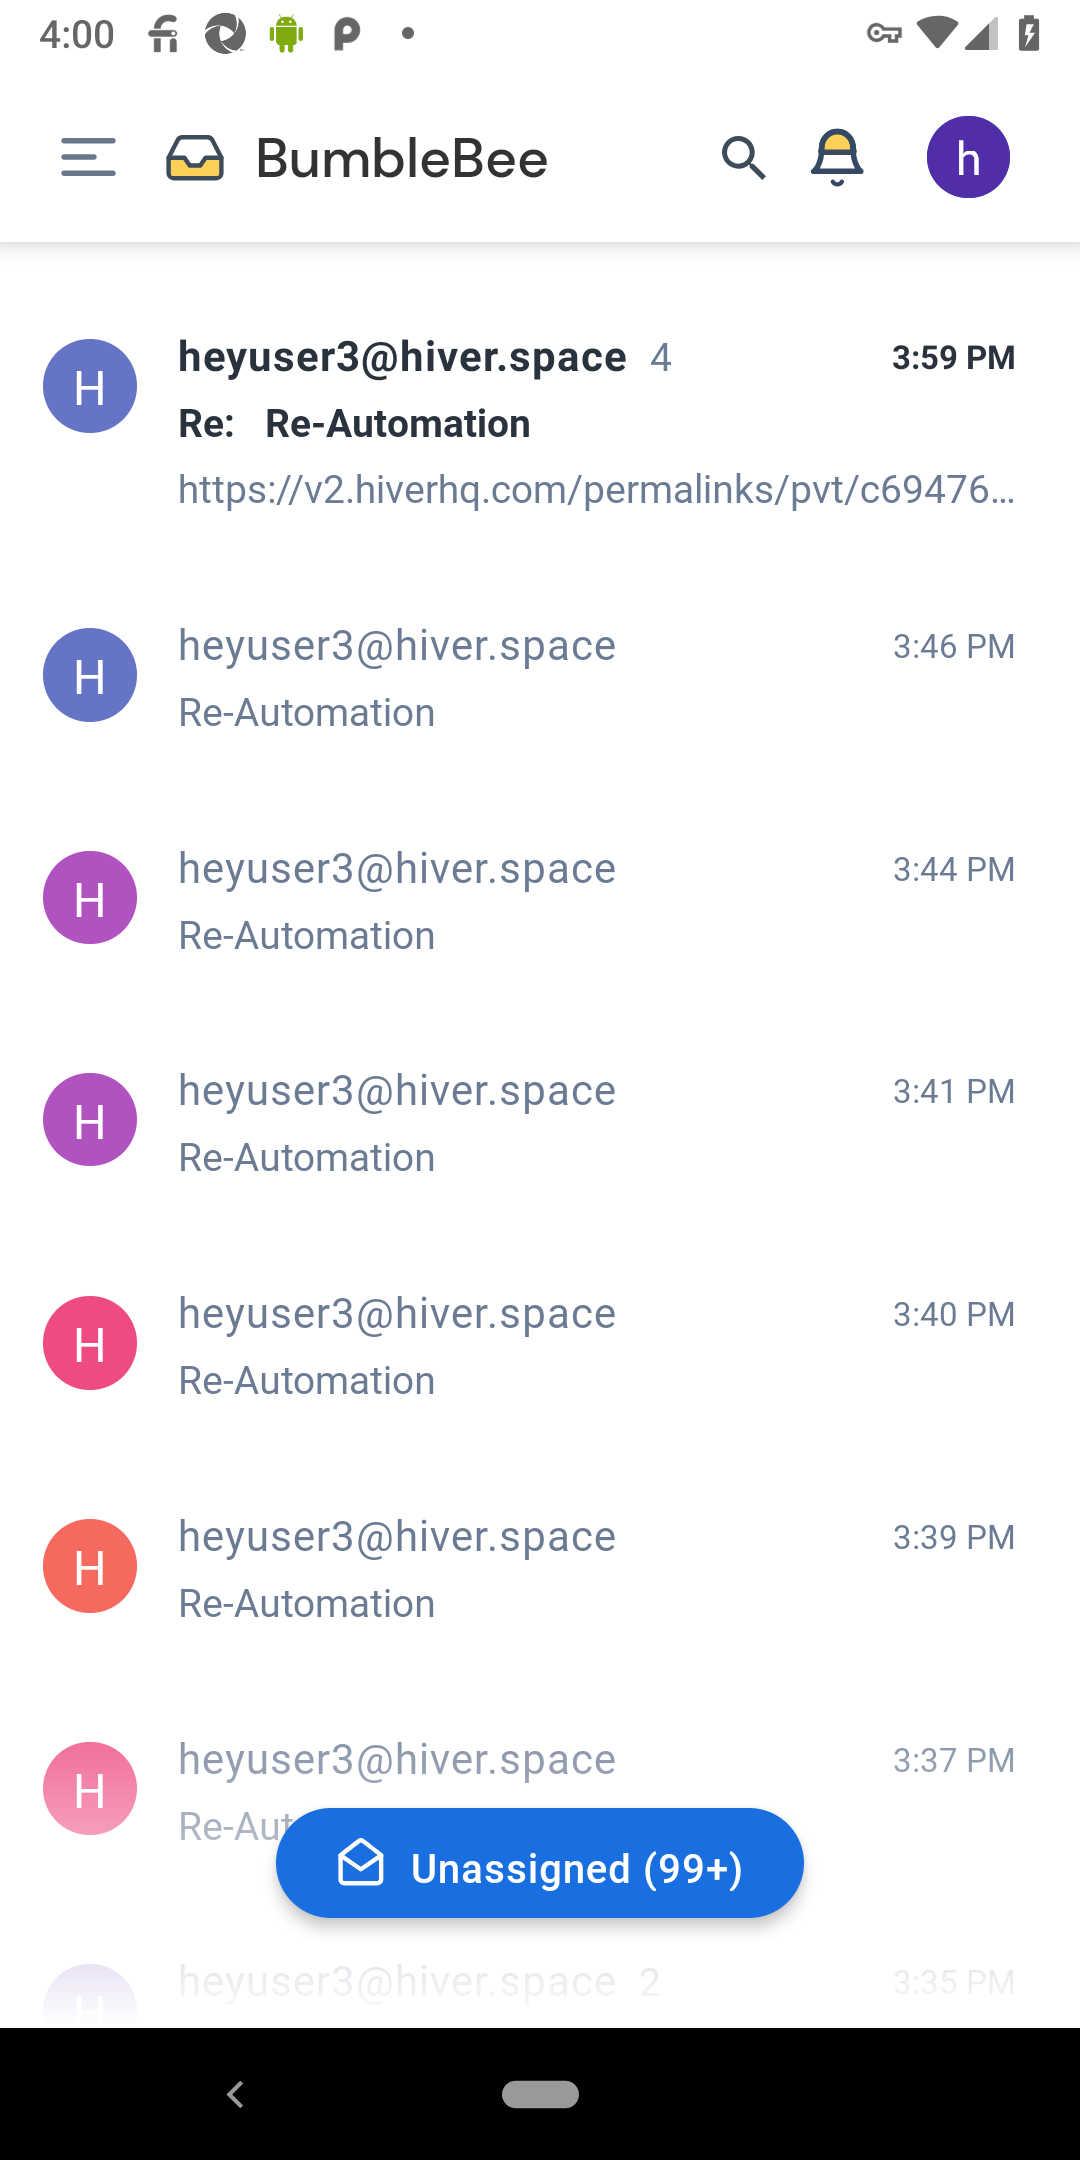 4:00
BumbleBee
h
H
heyuser3@hiver.space 4
3:59 PM
Re: Re-Automation
https://v2.hiverhq.com/permalinks/pvt/c69476...
H
heyuser3@hiver.space
3:46 PM
Re-Automation
H
heyuser3@hiver.space
3:44 PM
Re-Automation
H
heyuser3@hiver.space
3:41 PM
Re-Automation
H
heyuser3@hiver.space
3:40 PM
Re-Automation
H
heyuser3@hiver.space
3:39 PM
Re-Automation
H
heyuser3@hiver.space
3:37 PM
Re-Aut
Unassigned (99+)
H
heyuser3@hiver.space 2
3:35 PM